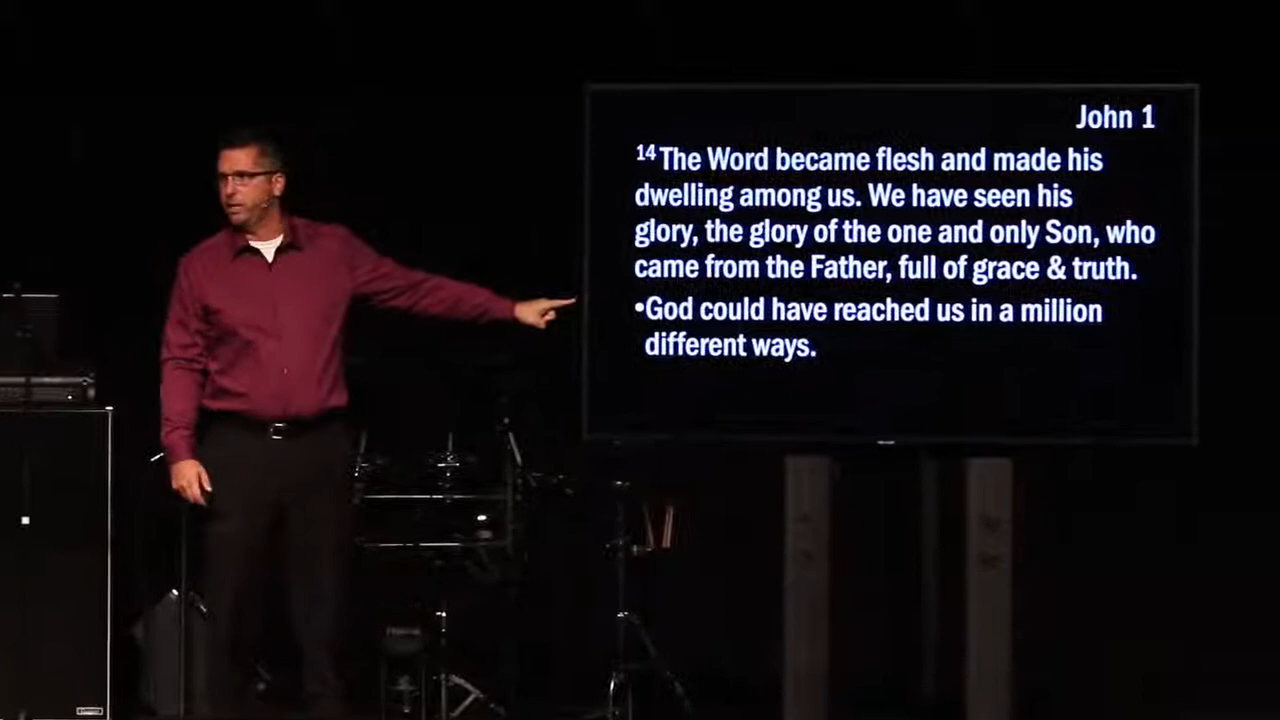 John 1
14 The Word became flesh and made his
dwelling among us. We have seen his
glory, the glory of the one and only Son, who
came from the Father, full of grace & truth.
•God could have reached us in a million
different ways.